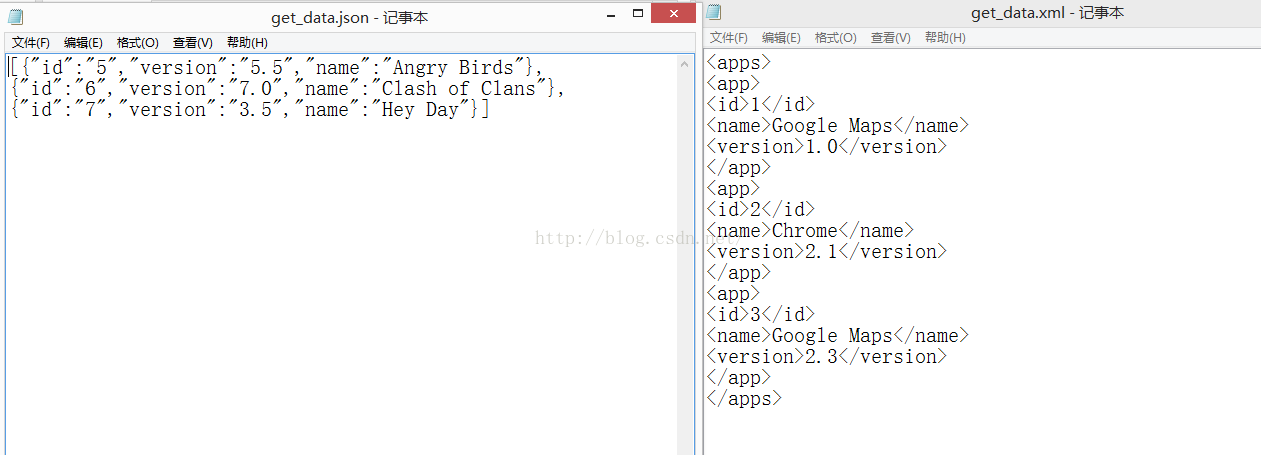 get_data.json - 记事本
文件(F) 编辑(E) 格式(O) 查看(V) 帮助(H)
[{"id":"5","version":"5.5","name":"Angry Birds"},
{"id":"6","version":"7.0","name":"Clash of Clans"},
{"id":"7","version":"3.5","name":"Hey Day"}]
http://blog.csdn.net/
get_data.xml - 记事本
文件(F) 编辑(E) 格式(O) 查看(V) 帮助(H)
<apps>
<app>
<id>1</id>
<name>Google Maps</name>
<version>1.0</version>
</app>
<app>
<id>2</id>
<name>Chrome</name>
<version>2.1</version>
</app>
<app>
<id>3</id>
<name>Google Maps</name>
<version>2.3</version>
</app>
</apps>